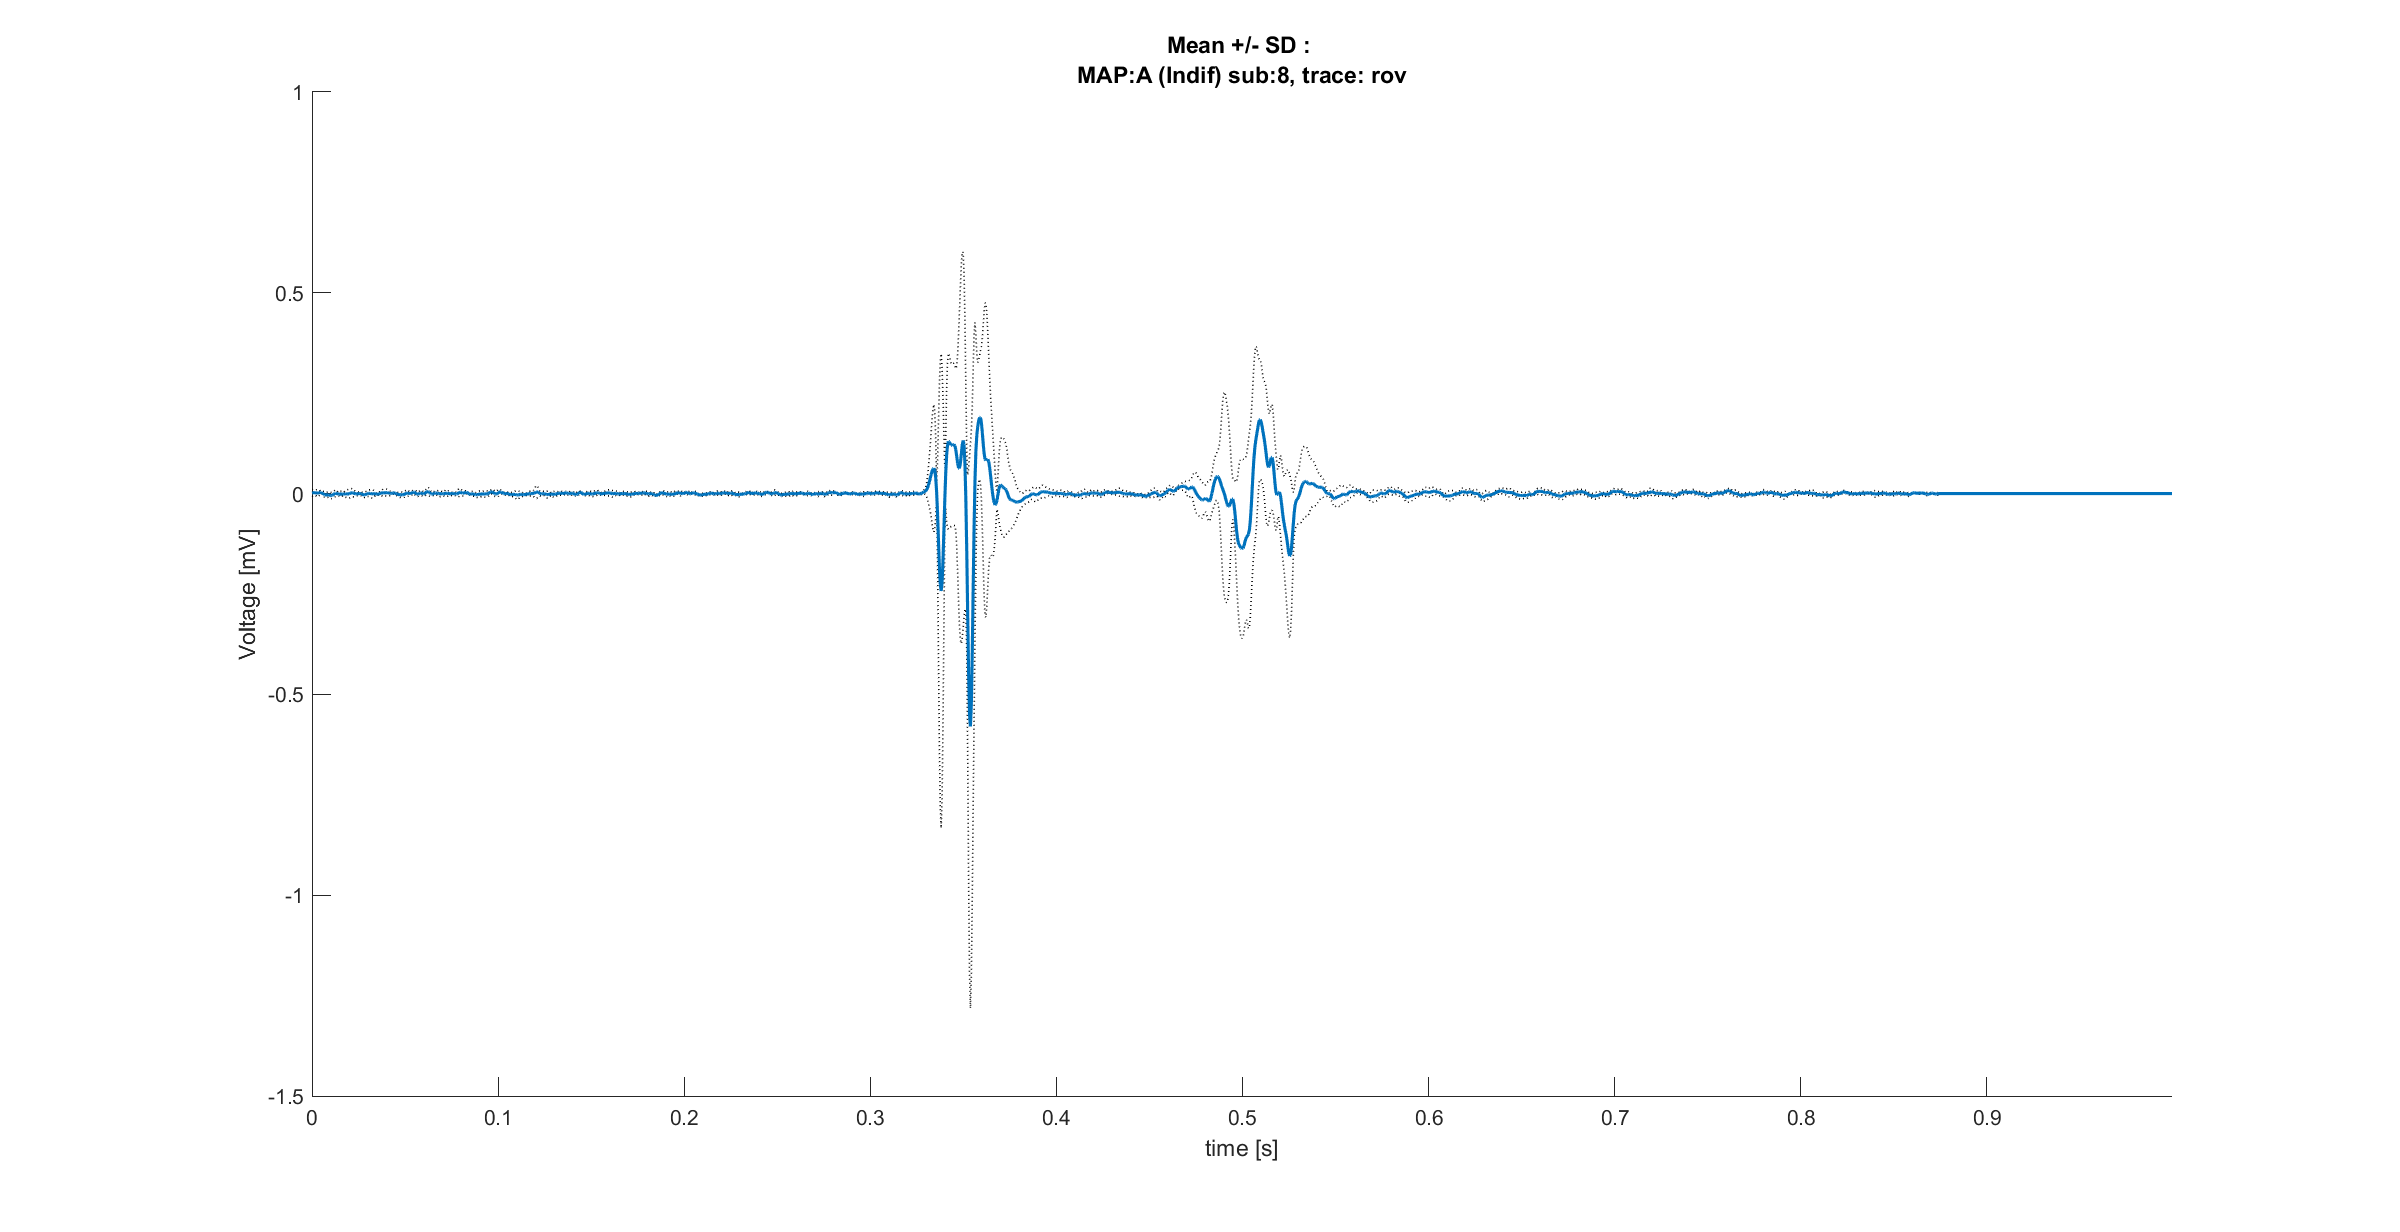 Mean +/- SD :
MAP:A (Indif) sub:8, trace: rov
1
0.5
0
-0.5
-1
-1.5
Voltage [mV]
0 0.1 0.2 0.3 0.4 0.5 0.6 0.7 0.8 0.9
time [s]